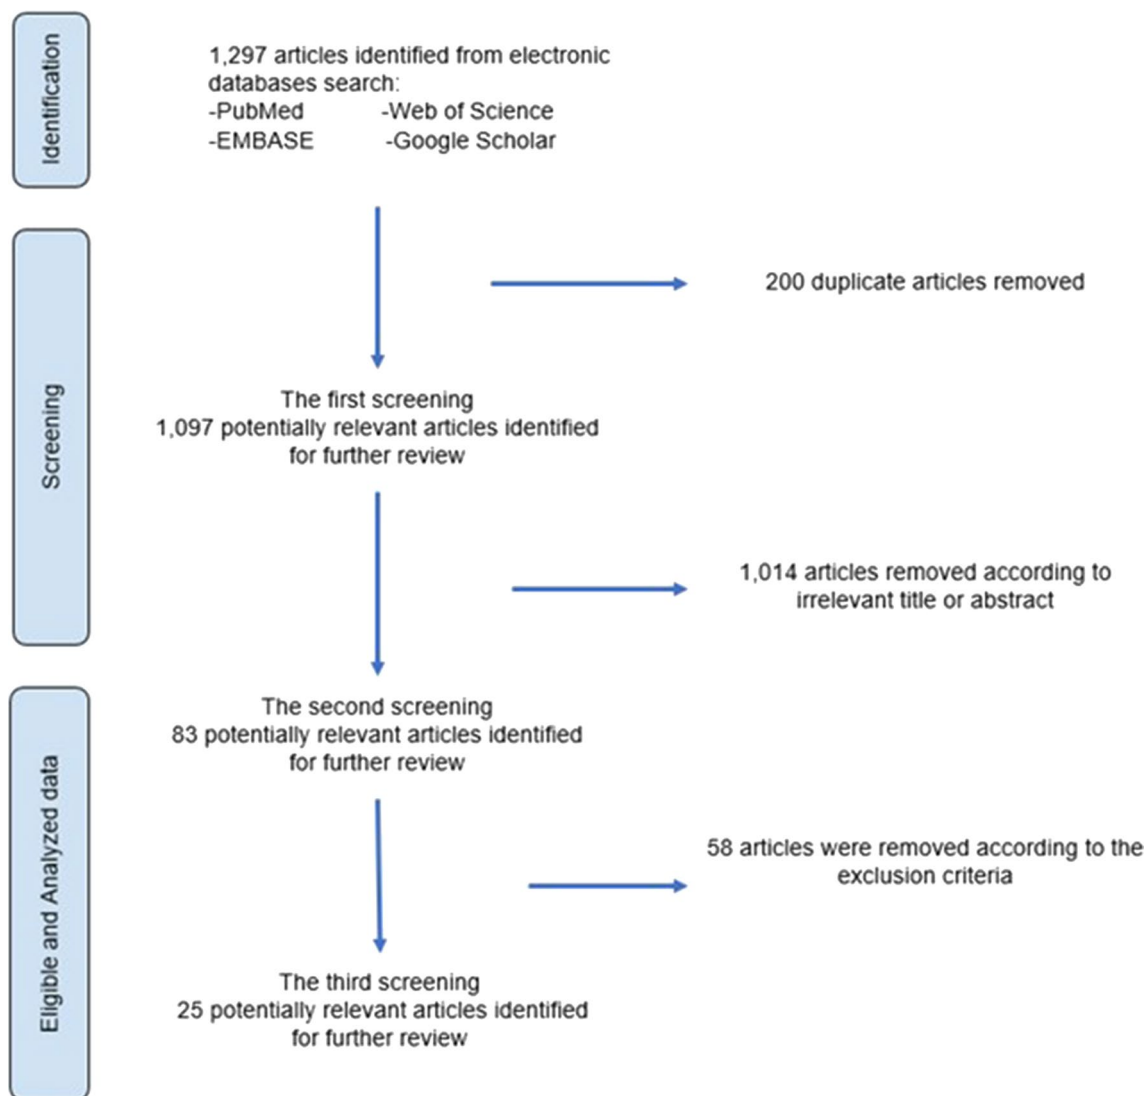 Identification
1,297 articles identified from electronic
databases search:
-PubMed -Web of Science
-EMBASE -Google Scholar
Screening
200 duplicate articles removed
The first screening
1,097 potentially relevant articles identified
for further review
1,014 articles removed according to
irrelevant title or abstract
Eligible and Analyzed data
The second screening
83 potentially relevant articles identified
for further review
58 articles were removed according to the
exclusion criteria
The third screening
25 potentially relevant articles identified
for further review